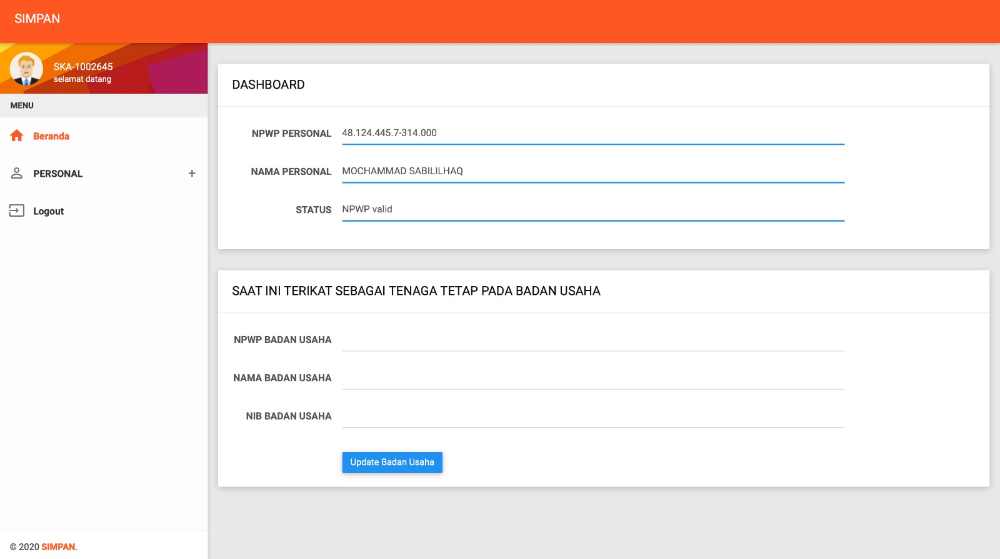 SIMPAN
SKA-1002645
selamat datang
MENU
Beranda
PERSONAL +
Logout
© 2020 SIMPAN.
DASHBOARD
NPWP PERSONAL 48.124.445.7-314.000
NAMA PERSONAL MOCHAMMAD SABILILHAQ
STATUS NPWP valid
SAAT INI TERIKAT SEBAGAI TENAGA TETAP PADA BADAN USAHA
NPWP BADAN USAHA
NAMA BADAN USAHA
NIB BADAN USAHA
Update Badan Usaha